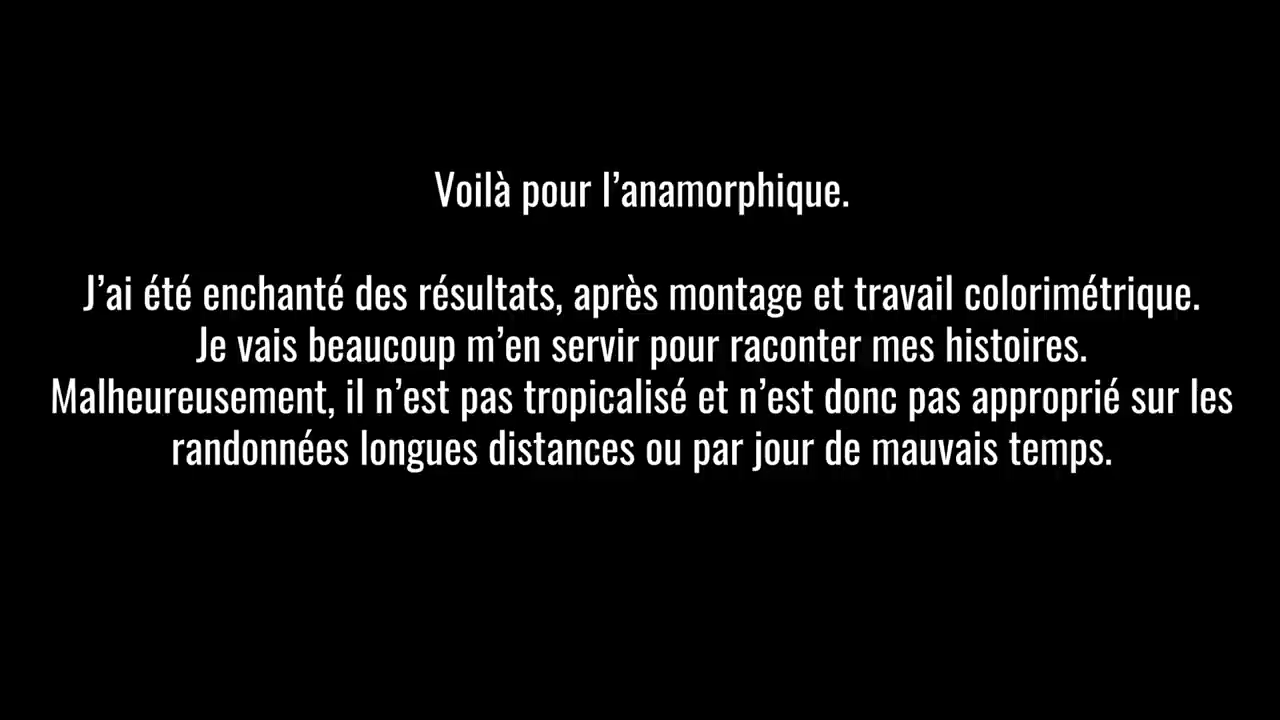 Voilà pour l’anamorphique.
J’ai été enchanté des résultats, après montage et travail colorimétrique.
Je vais beaucoup m’en servir pour raconter mes histoires.
Malheureusement, il n’est pas tropicalisé et n’est donc pas approprié sur les
randonnées longues distances ou par jour de mauvais temps.